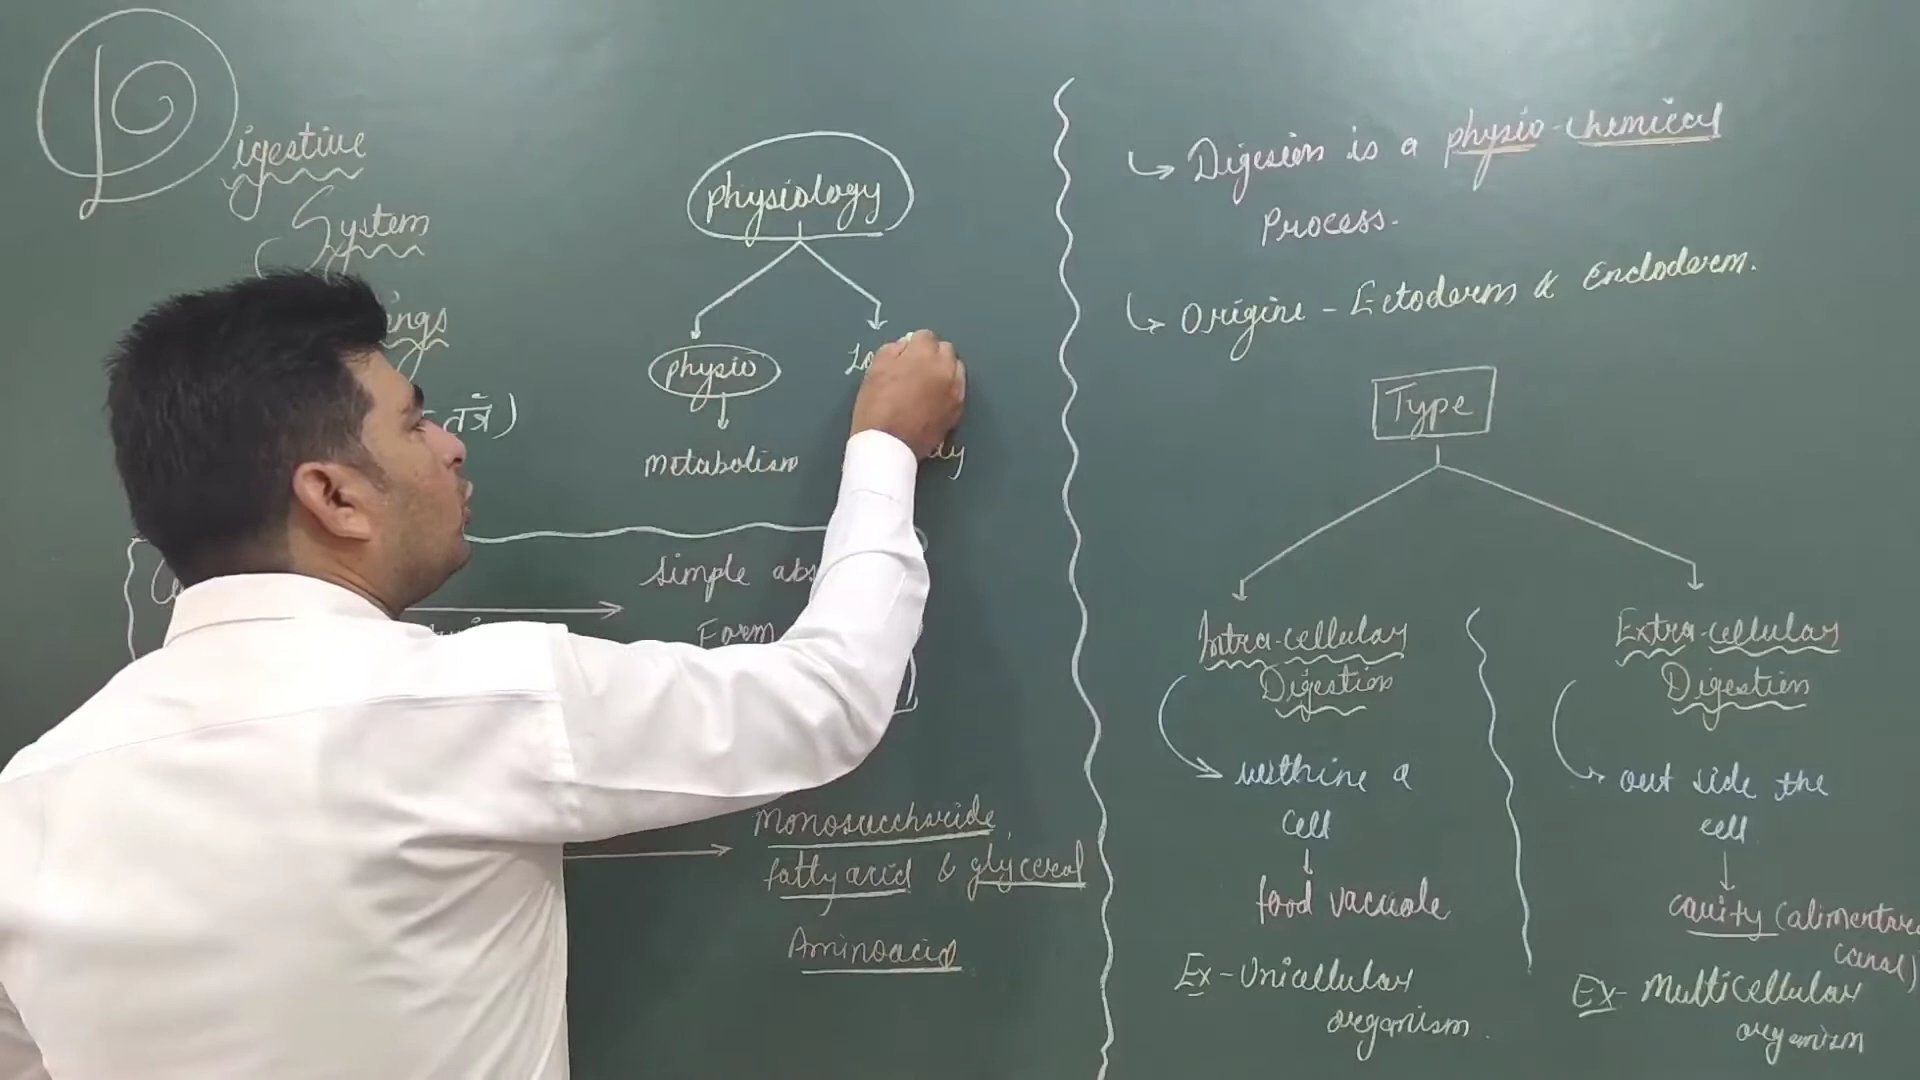 Digestive
System
physiology
physio
Metabolism
Simple
Form
Monosaccharide,
fatty acid & glyceral
Aminoacid
Digesion is a physio-chemical
Process.
Origine - Ectoderm & Endoderm.
Type
Intra-cellular
Digestion
withine a
cell
food vacuole
Ex-Unicellular
organism.
Extra-cellular
Digestion
out side the
cell
cavity (alimentary
canal)
Ex- Multicellular
organism